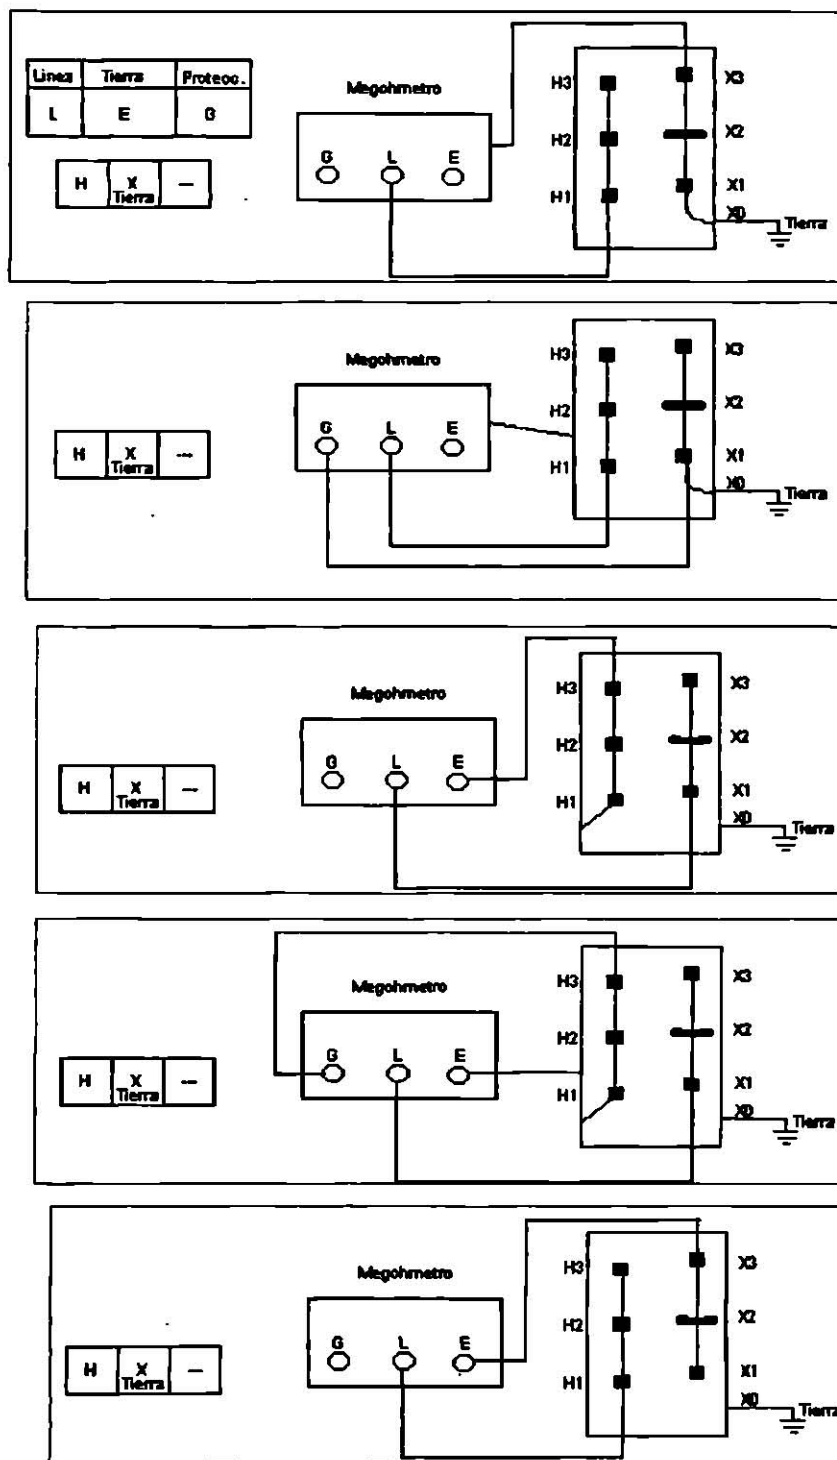 Linea Tierra Protecc.
L E G
H X Tierra —
Megohmetro
G L E
H3
H2
H1
X3
X2
X1
X0
Tierra
H X Tierra ---
Megohmetro
G L E
H3
H2
H1
X3
X2
X1
X0
Tierra
H X Tierra ---
Megohmetro
G L E
H3
H2
H1
X3
X2
X1
X0
Tierra
H X Tierra ---
Megohmetro
G L E
H3
H2
H1
X3
X2
X1
X0
Tierra
H X Tierra —
Megohmetro
G L E
H3
H2
H1
X3
X2
X1
X0
Tierra